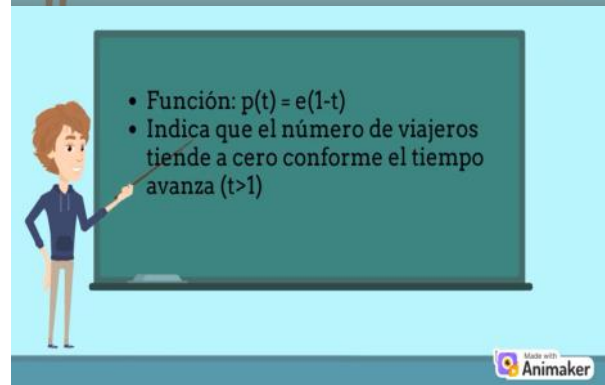 • Función: p(t) = e(1-t)
• Indica que el número de viajeros
tiende a cero conforme el tiempo
avanza (t>1)
Made with
Animaker